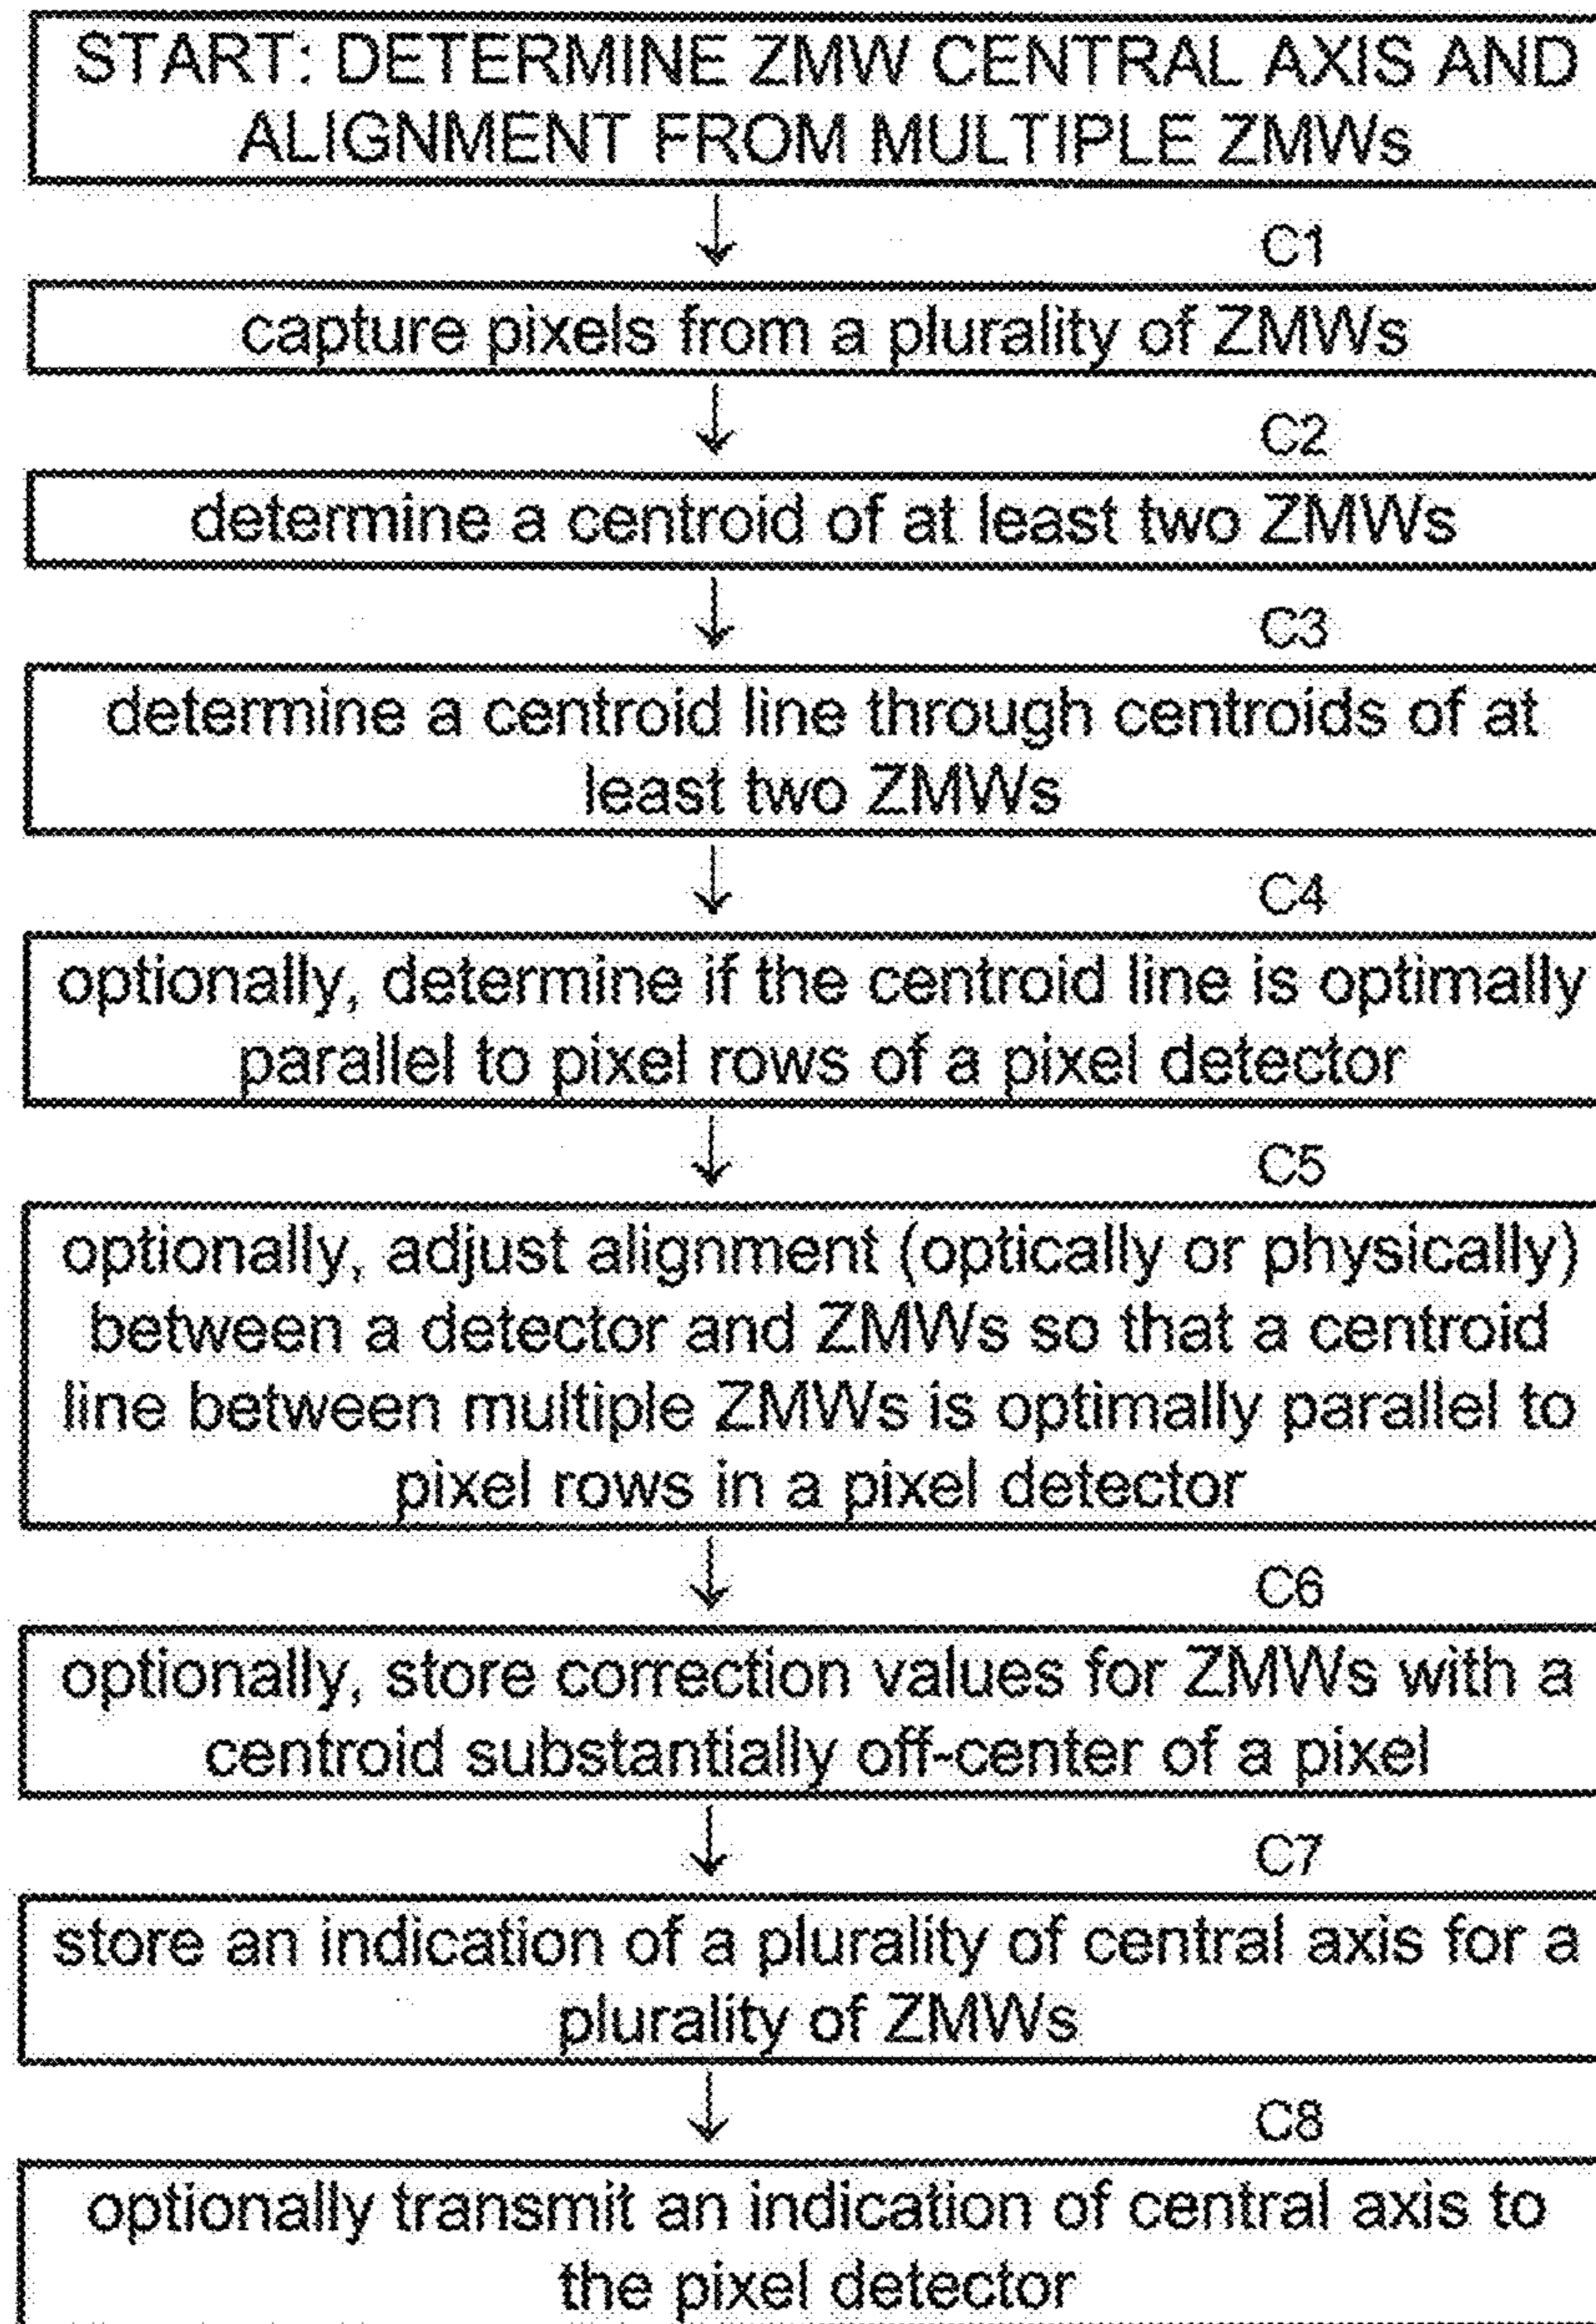 START: DETERMINE ZMW CENTRAL AXIS AND
ALIGNMENT FROM MULTIPLE ZMWs
C1
capture pixels from a plurality of ZMWs
C2
determine a centroid of at least two ZMWs
C3
determine a centroid line through centroids of at
least two ZMWs
C4
optionally, determine if the centroid line is optimally
parallel to pixel rows of a pixel detector
C5
optionally, adjust alignment (optically or physically)
between a detector and ZMWs so that a centroid
line between multiple ZMWs is optimally parallel to
pixel rows in a pixel detector
C6
optionally, store correction values for ZMWs with a
centroid substantially off-center of a pixel
C7
store an indication of a plurality of central axis for a
plurality of ZMWs
C8
optionally transmit an indication of central axis to
the pixel detector